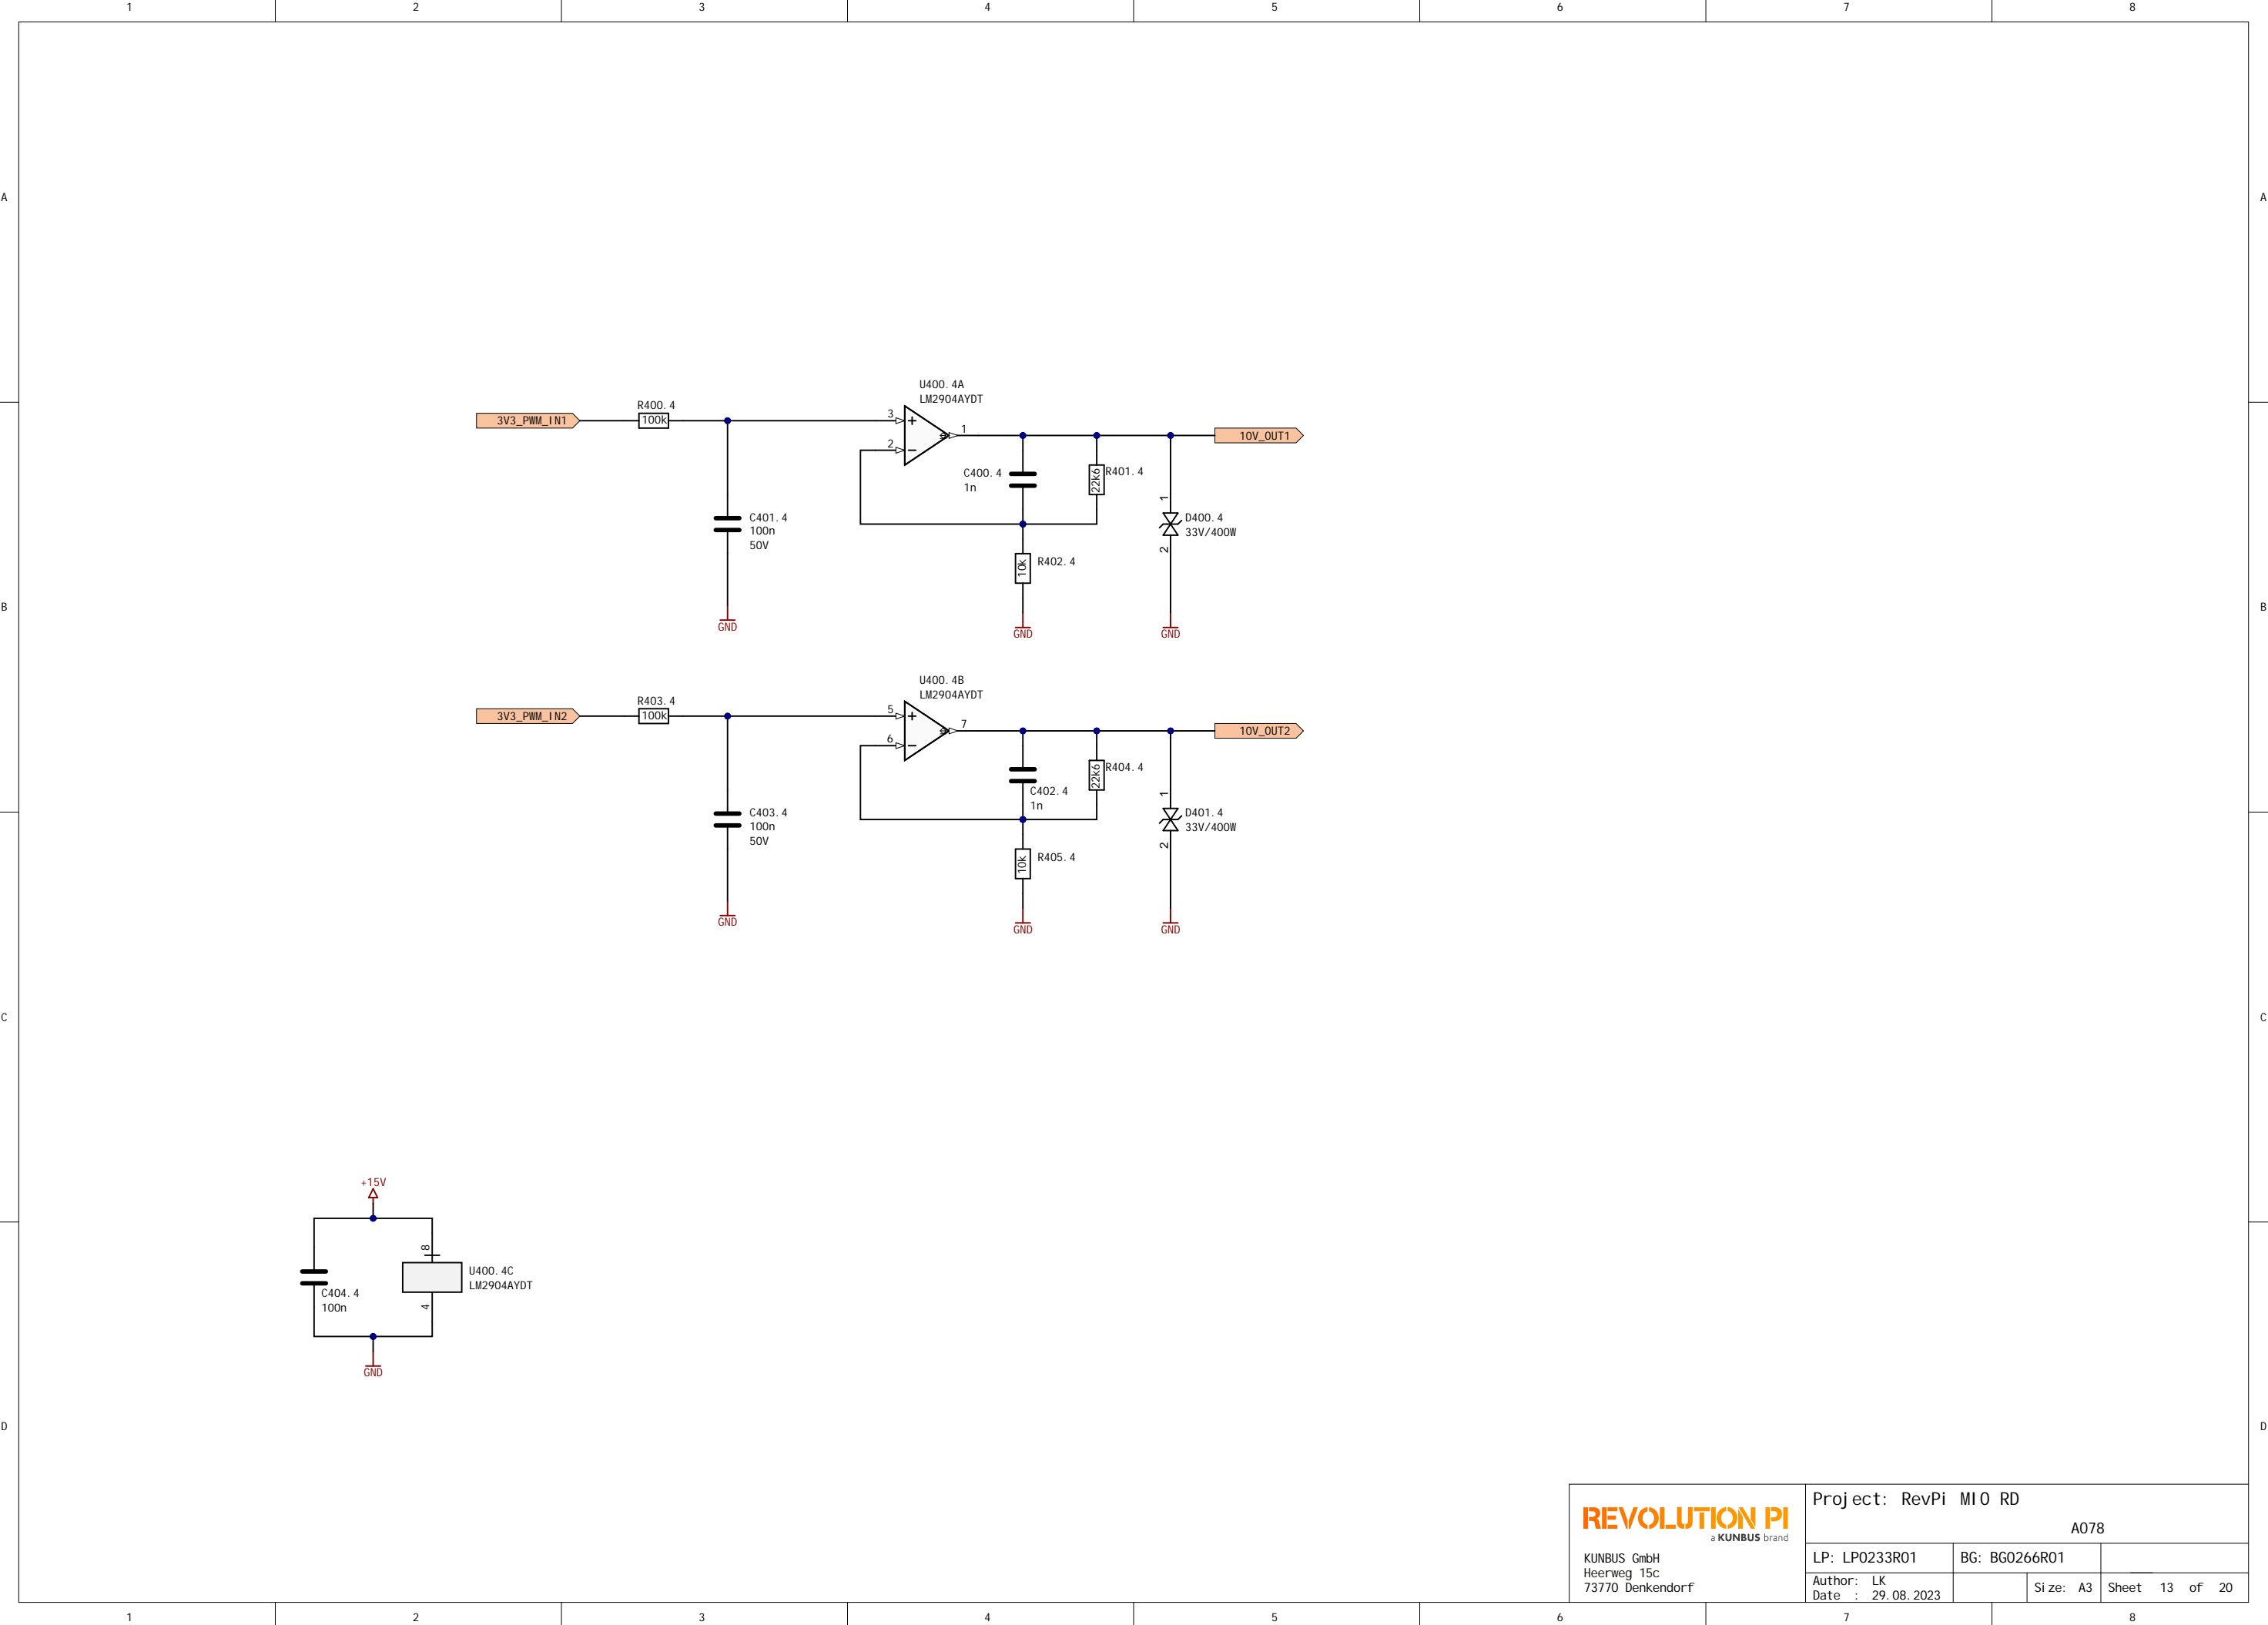 1 2 3 4 5 6 7 8
A A
U400.4A
LM2904AYDT
R400.4
3V3_PWM_IN1
100k
3
2
1
10V_OUT1
C400.4
1n
22k6
R401.4
C401.4
100n
50V
1
2
D400.4
33V/400W
10k
R402.4
GND
GND
GND
B B
U400.4B
LM2904AYDT
R403.4
3V3_PWM_IN2
100k
5
6
7
10V_OUT2
C402.4
1n
22k6
R404.4
C403.4
100n
50V
1
2
D401.4
33V/400W
10k
R405.4
GND
GND
GND
C C
+15V
8
4
U400.4C
LM2904AYDT
C404.4
100n
GND
D D
REVOLUTION PI
a KUNBUS brand
KUNBUS GmbH
Heerweg 15c
73770 Denkendorf
Project: RevPi MIO RD
A078
LP: LP0233R01
BG: BG0266R01
Author: LK
Date : 29.08.2023
Size: A3
Sheet 13 of 20
1 2 3 4 5 6 7 8